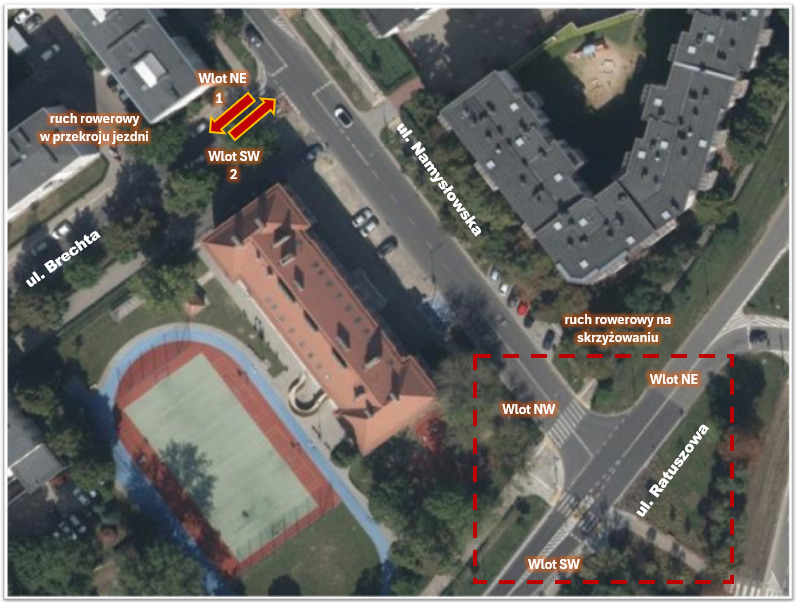 Wlot NE
1
ruch rowerowy
w przekroju jezdni
Wlot SW
2
ul. Namysłowska
ul. Brechta
ruch rowerowy na
skrzyżowaniu
Wlot NE
Wlot NW
ul. Ratuszowa
Wlot SW